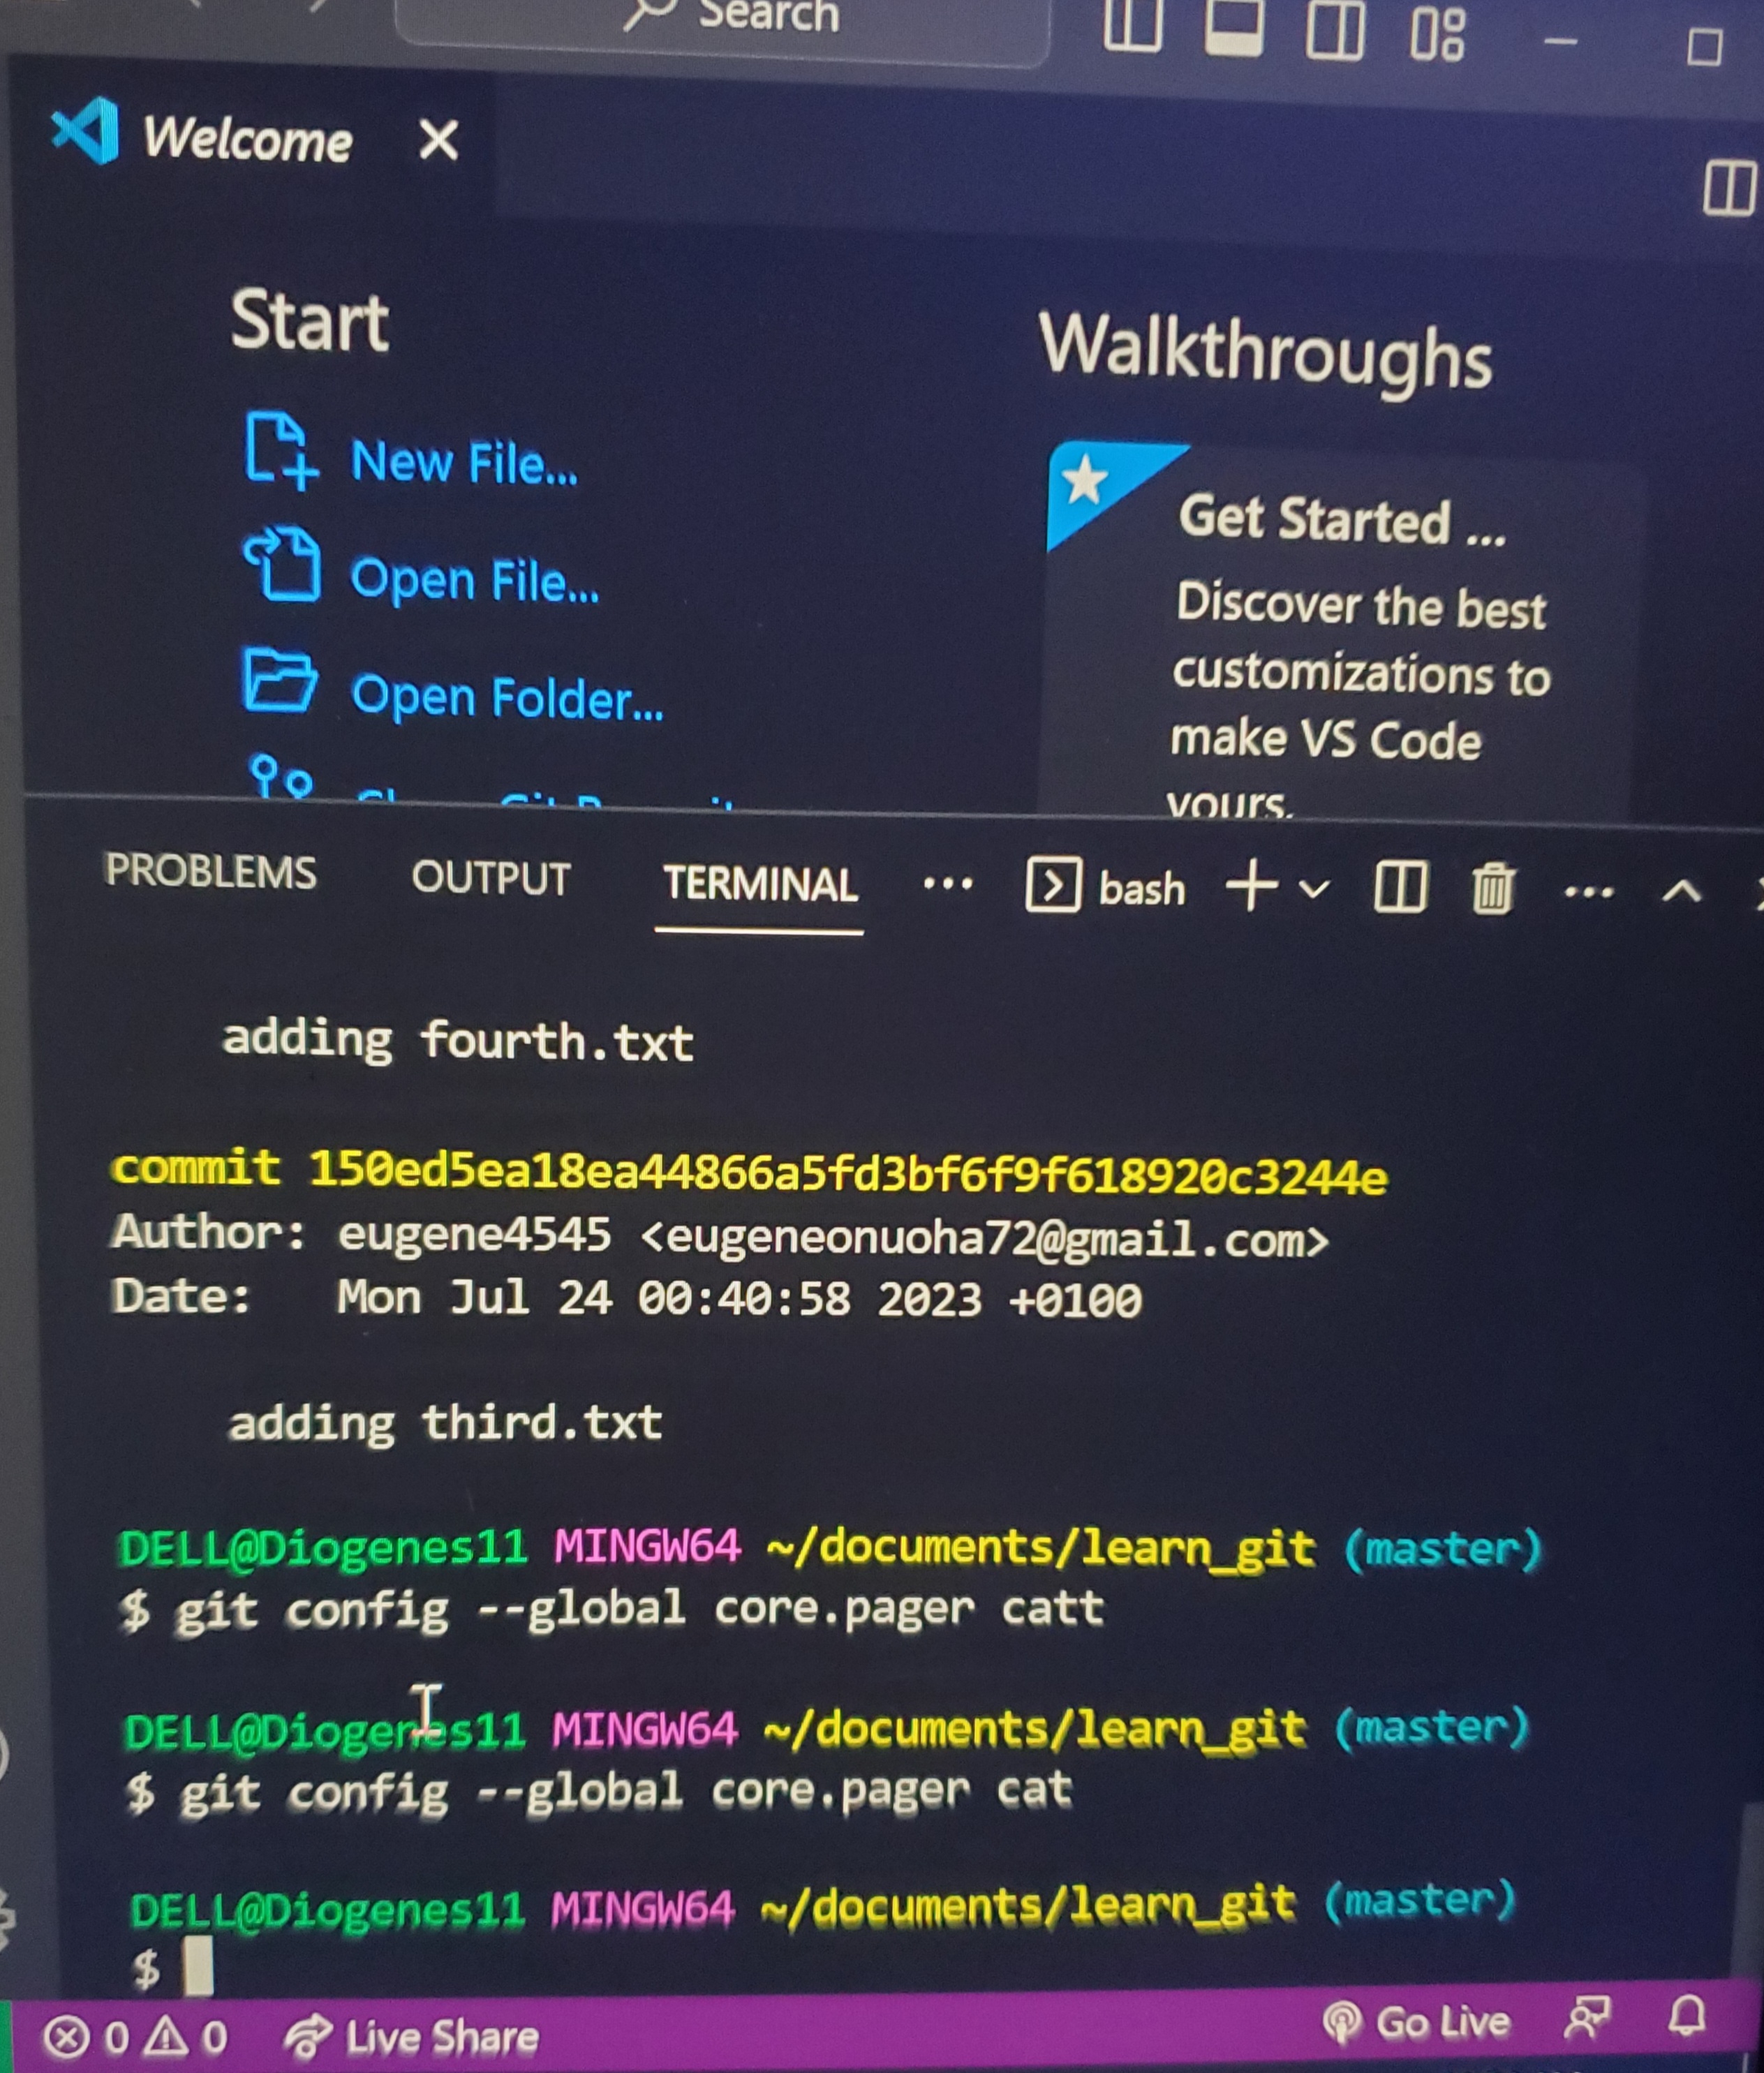 Search
Welcome
Start
Walkthroughs
New File...
Get Started ...
Open File...
Discover the best
customizations to
Open Folder...
make VS Code
yours.
PROBLEMS OUTPUT TERMINAL ... bash
adding fourth.txt
commit 150ed5ea18ea44866a5fd3bf6f9f618920c3244e
Author: eugene4545 <eugeneonuoha72@gmail.com>
Date: Mon Jul 24 00:40:58 2023 +0100
adding third.txt
DELL@Diogenes11 MINGW64 ~/documents/learn_git (master)
$ git config --global core.pager catt
DELL@Diogenes11 MINGW64 ~/documents/learn_git (master)
$ git config --global core.pager cat
DELL@Diogenes11 MINGW64 ~/documents/learn_git (master)
$
0 0 Live Share Go Live